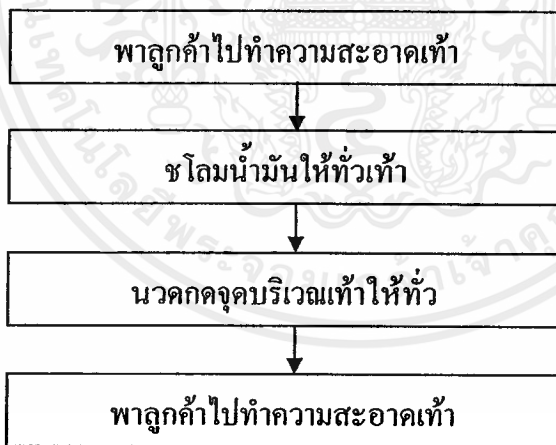 พาลูกค้าไปทำความสะอาดเท้า
ชโลมน้ำมันให้ทั่วเท้า
นวดกดจุดบริเวณเท้าให้ทั่ว
พาลูกค้าไปทำความสะอาดเท้า